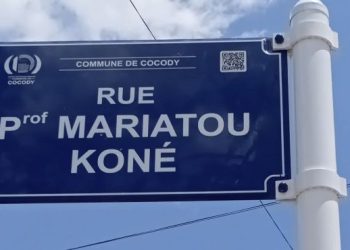 COMMUNE DE COCODY
COCODY
RUE
Prof MARIATOU
KONÉ